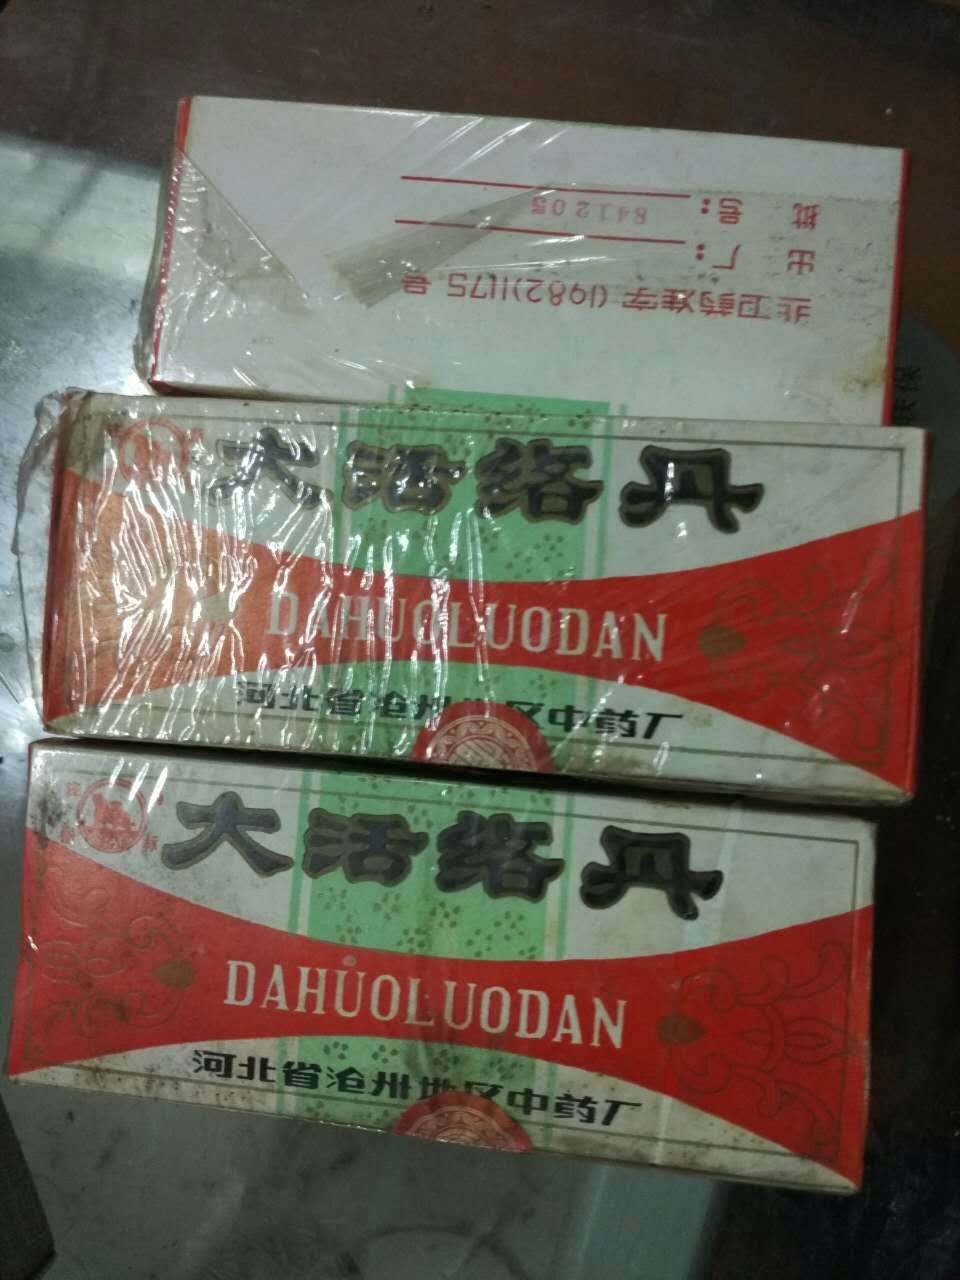 卫药准字(1982)1175号
出 厂:
批 号: 841205
大活络丹
DAHUOLUODAN
河北省沧州地区中药厂
大活络丹
DAHUOLUODAN
河北省沧州地区中药厂